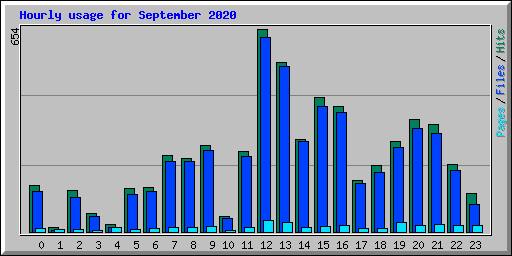 Hourly usage for September 2020
654
Pages / Files / Hits
0 1 2 3 4 5 6 7 8 9 10 11 12 13 14 15 16 17 18 19 20 21 22 23